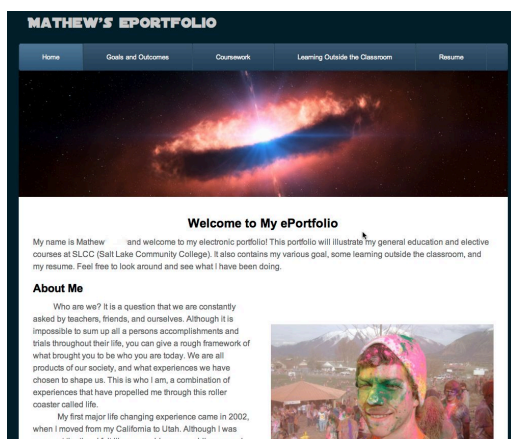 MATHEW'S EPORTFOLIO
Home Goals and Outcomes Coursework Learning Outside the Classroom Resume
Welcome to My ePortfolio
My name is Mathew and welcome to my electronic portfolio! This portfolio will illustrate my general education and elective
courses at SLCC (Salt Lake Community College). It also contains my various goal, some learning outside the classroom, and
my resume. Feel free to look around and see what I have been doing.
About Me
Who are we? It is a question that we are constantly
asked by teachers, friends, and ourselves. Although it is
impossible to sum up all a persons accomplishments and
trials throughout their life, you can give a rough framework of
what brought you to be who you are today. We are all
products of our society, and what experiences we have
chosen to shape us. This is who I am, a combination of
experiences that have propelled me through this roller
coaster called life.
My first major life changing experience came in 2002,
when I moved from my California to Utah. Although I was